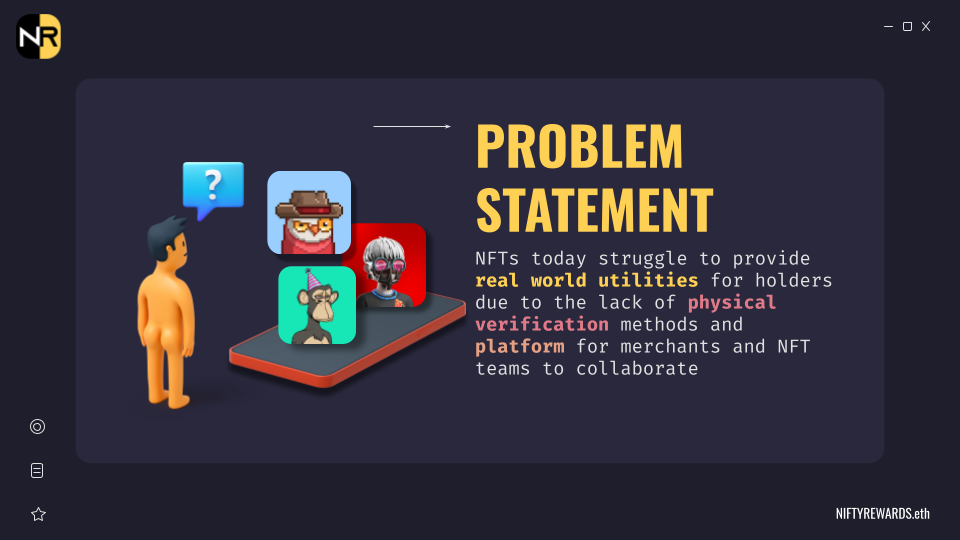 NR
?
PROBLEM
STATEMENT
NFTs today struggle to provide
real world utilities for holders
due to the lack of physical
verification methods and
platform for merchants and NFT
teams to collaborate
NIFTYREWARDS.eth